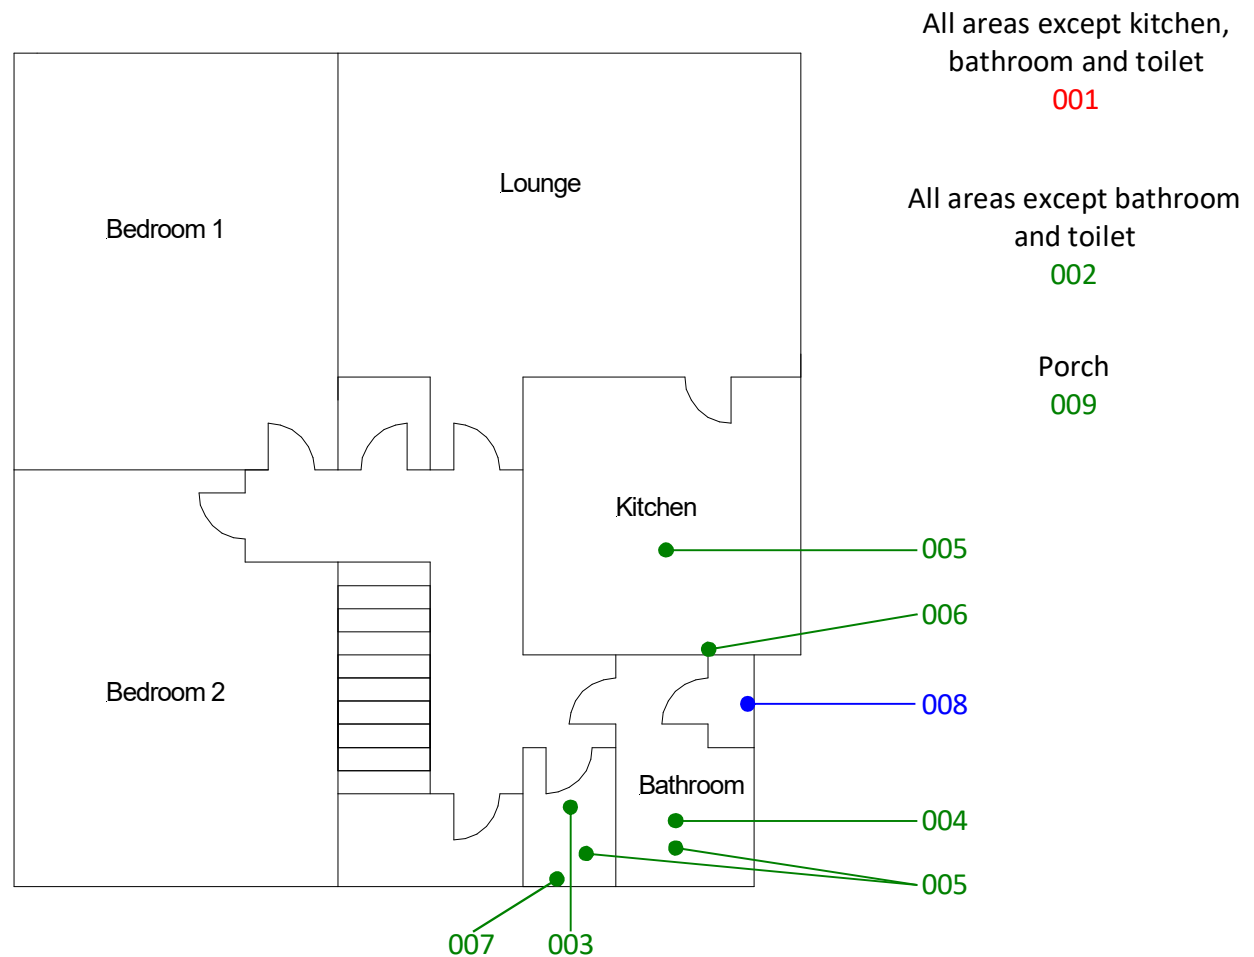 All areas except kitchen,
bathroom and toilet
001
Lounge
All areas except bathroom
and toilet
002
Bedroom 1
Porch
009
Kitchen
005
006
Bedroom 2
008
Bathroom
004
005
007
003